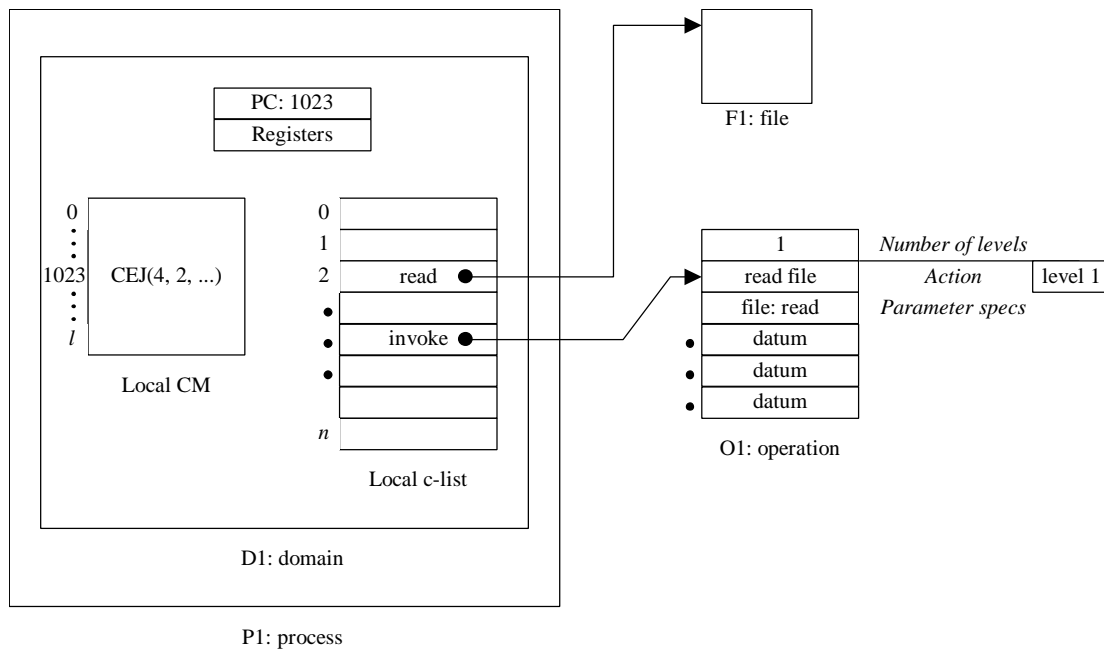 PC: 1023
Registers
F1: file
0
1023
l
CEJ(4, 2, ...)
Local CM
0
1
2
n
read
invoke
Local c-list
1
Number of levels
read file
Action
level 1
file: read
Parameter specs
datum
datum
datum
O1: operation
D1: domain
P1: process